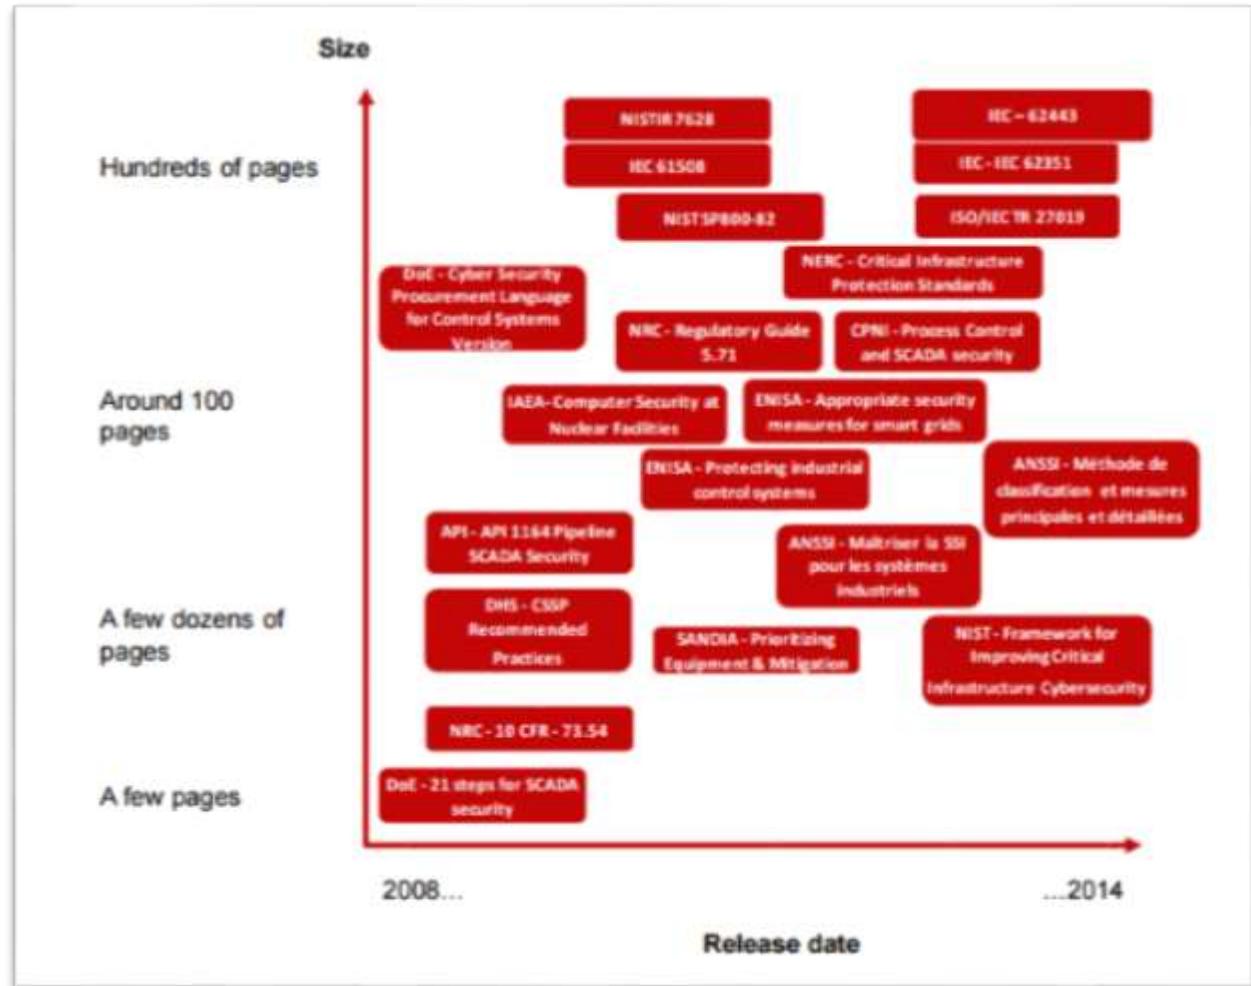 Size
Hundreds of pages
NISTIR 7628
IEC – 62443
IEC 61508
IEC - IEC 62351
NIST SP800-82
ISO/IEC TR 27019
NERC - Critical Infrastructure
Protection Standards
DoE - Cyber Security
Procurement Language
for Control Systems
Version
NRC - Regulatory Guide
5.71
CPNI - Process Control
and SCADA security
Around 100
pages
IAEA- Computer Security at
Nuclear Facilities
ENISA - Appropriate security
measures for smart grids
ENISA - Protecting industrial
control systems
ANSSI - Méthode de
classification et mesures
principales et détaillées
API - API 1164 Pipeline
SCADA Security
ANSSI - Maîtriser la SSI
pour les systèmes
industriels
A few dozens of
pages
DHS - CSSP
Recommended
Practices
SANDIA - Prioritizing
Equipment & Mitigation
NIST - Framework for
Improving Critical
Infrastructure Cybersecurity
NRC - 10 CFR - 73.54
A few pages
DoE - 21 steps for SCADA
security
2008...
...2014
Release date